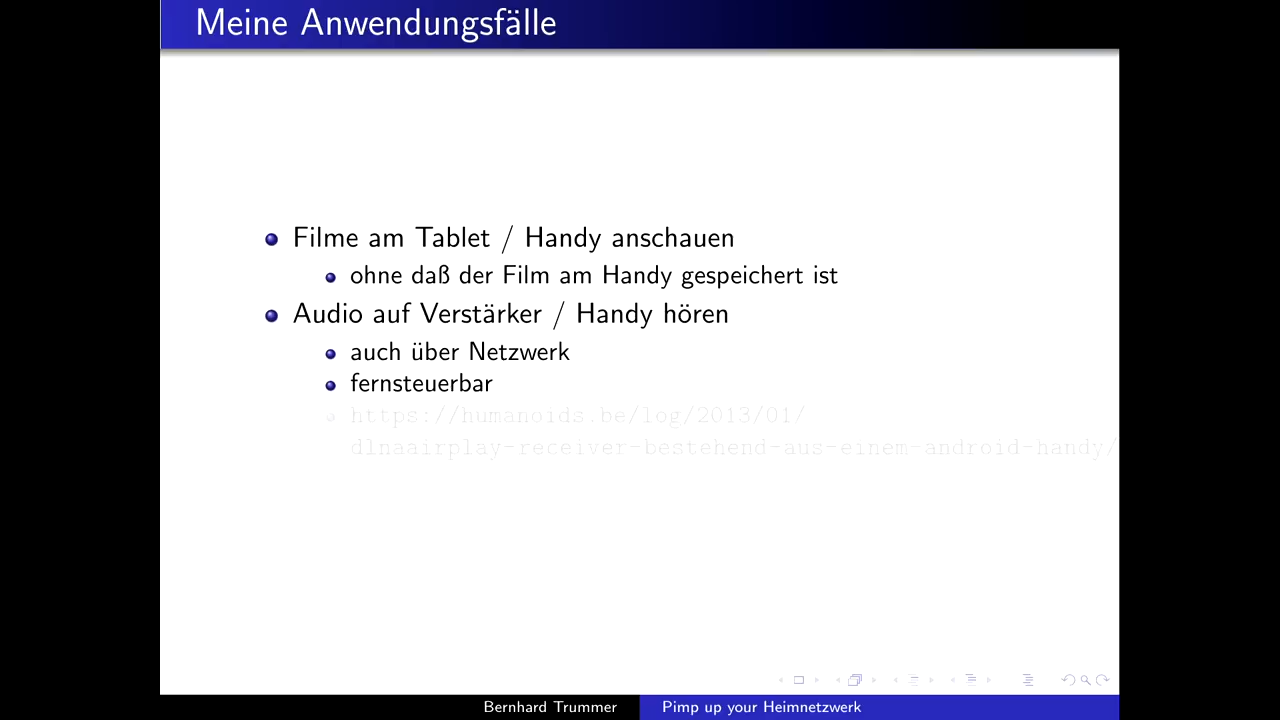 Meine Anwendungsfälle
Filme am Tablet / Handy anschauen
ohne daß der Film am Handy gespeichert ist
Audio auf Verstärker / Handy hören
auch über Netzwerk
fernsteuerbar
https://humanoids.be/log/2013/01/
dlnaairplay-receiver-bestehend-aus-einem-android-handy/
Bernhard Trummer
Pimp up your Heimnetzwerk